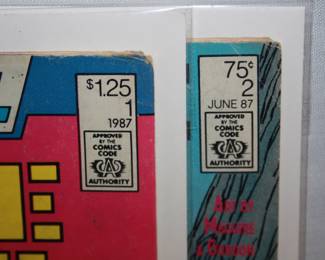 $1.25
1
1987
APPROVED
BY THE
COMICS
CODE
AUTHORITY
75¢
2
JUNE 87
APPROVED
BY THE
COMICS
CODE
AUTHORITY
ART BY
MAGUIRE
& GORDON